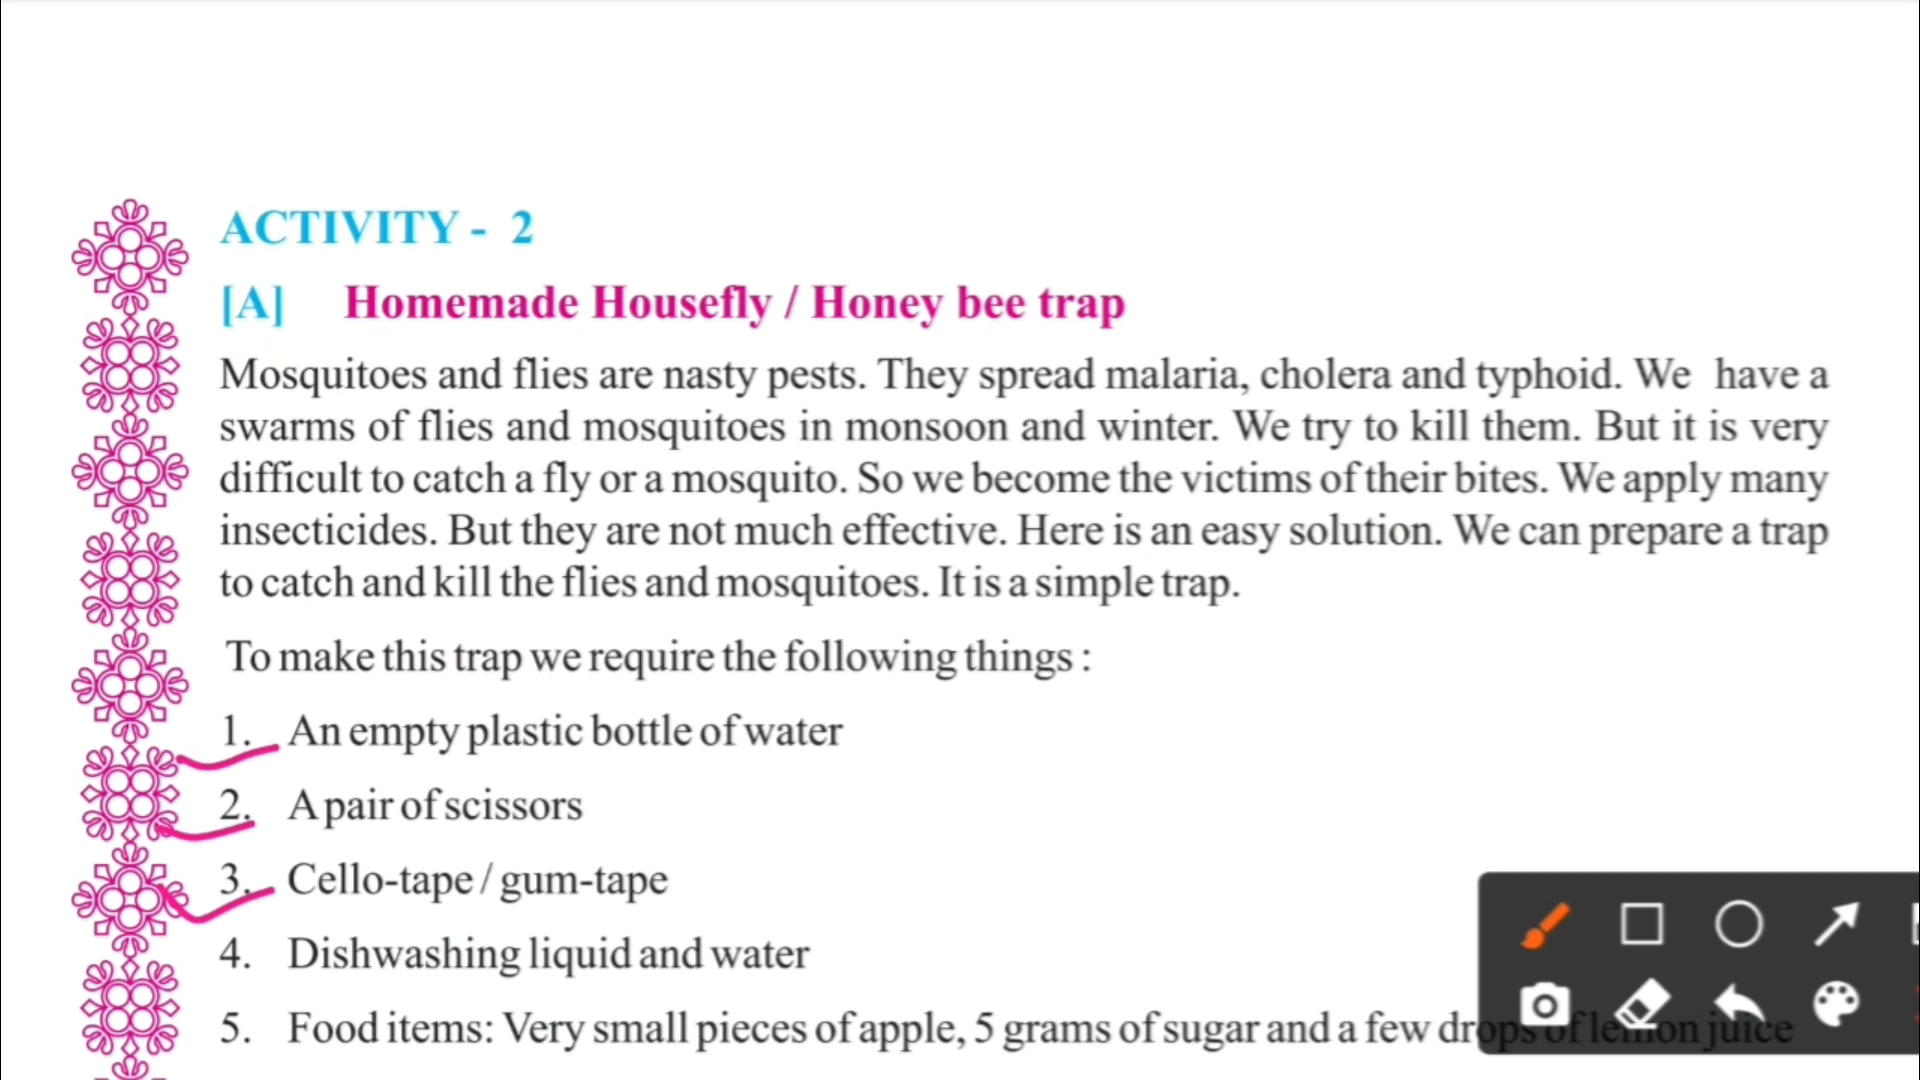 ACTIVITY - 2
[A] Homemade Housefly / Honey bee trap
Mosquitoes and flies are nasty pests. They spread malaria, cholera and typhoid. We have a
swarms of flies and mosquitoes in monsoon and winter. We try to kill them. But it is very
difficult to catch a fly or a mosquito. So we become the victims of their bites. We apply many
insecticides. But they are not much effective. Here is an easy solution. We can prepare a trap
to catch and kill the flies and mosquitoes. It is a simple trap.
To make this trap we require the following things :
1. An empty plastic bottle of water
2. A pair of scissors
3. Cello-tape / gum-tape
4. Dishwashing liquid and water
5. Food items: Very small pieces of apple, 5 grams of sugar and a few drops of lemon juice